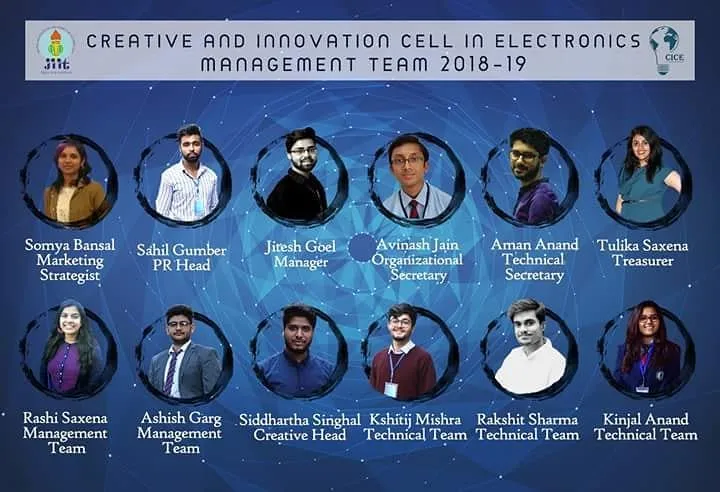 jiit
CREATIVE AND INNOVATION CELL IN ELECTRONICS
MANAGEMENT TEAM 2018-19
CICE
Somya Bansal
Marketing
Strategist
Sahil Gumber
PR Head
Jiresh Goel
Manager
Avinash Jain
Organizational
Secretary
Aman Anand
Technical
Secretary
Tulika Saxena
Treasurer
Rashi Saxena
Management
Team
Ashish Garg
Management
Team
Siddhartha Singhal
Creative Head
Kshitij Mishra
Technical Team
Rakshit Sharma
Technical Team
Kinjal Anand
Technical Team